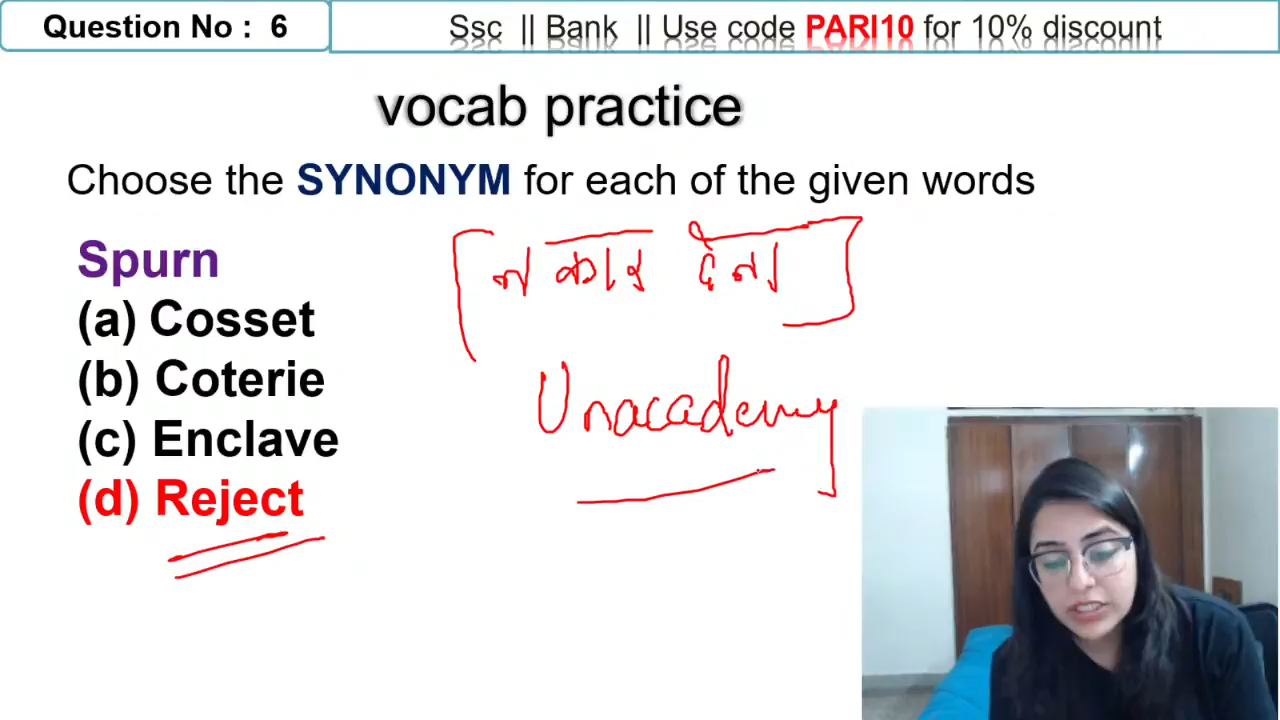 Question No : 6
Ssc || Bank || Use code PARI10 for 10% discount
vocab practice
Choose the SYNONYM for each of the given words
Spurn
(a) Cosset
(b) Coterie
(c) Enclave
(d) Reject
नकार देना
Unacademy